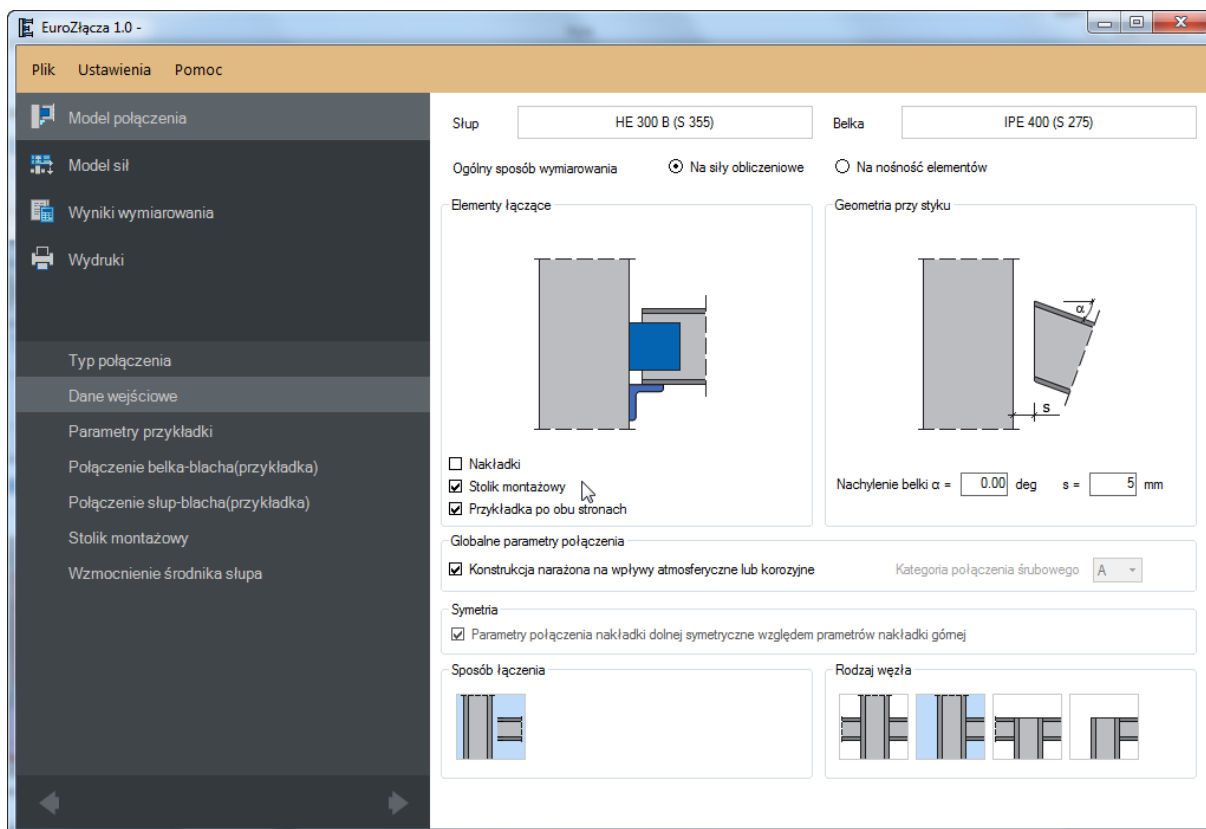 EuroZłącza 1.0 -
Plik Ustawienia Pomoc
Model połączenia
Model sił
Wyniki wymiarowania
Wydruki
Typ połączenia
Dane wejściowe
Parametry przykładki
Połączenie belka-blacha(przykładka)
Połączenie słup-blacha(przykładka)
Stolik montażowy
Wzmocnienie środnika słupa
Słup HE 300 B (S 355) Belka IPE 400 (S 275)
Ogólny sposób wymiarowania Na siły obliczeniowe Na nośność elementów
Elementy łączące
Nakładki
Stolik montażowy
Przykładka po obu stronach
Geometria przy styku
α
s
Nachylenie belki α = 0.00 deg s = 5 mm
Globalne parametry połączenia
Konstrukcja narażona na wpływy atmosferyczne lub korozyjne Kategoria połączenia śrubowego A
Symetria
Parametry połączenia nakładki dolnej symetryczne względem prametrów nakładki górnej
Sposób łączenia
Rodzaj węzła